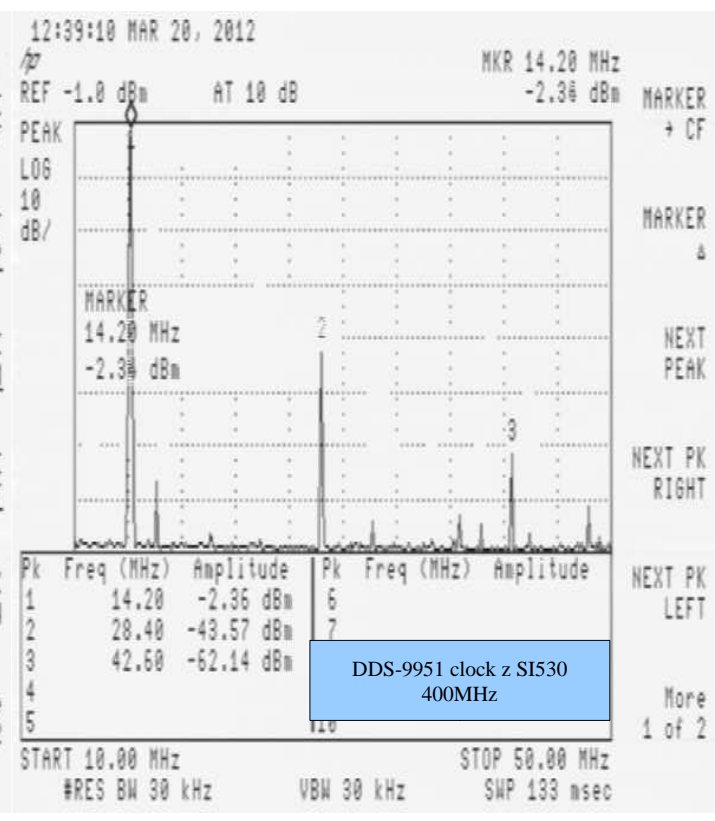 12:39:10 MAR 20, 2012
hp
MKR 14.20 MHz
REF -1.0 dBm AT 10 dB -2.36 dBm
PEAK
LOG
10
dB/
MARKER
14.20 MHz
-2.36 dBm
2
3
MARKER
→ CF
MARKER
Δ
NEXT
PEAK
NEXT PK
RIGHT
NEXT PK
LEFT
More
1 of 2
Pk Freq (MHz) Amplitude Pk Freq (MHz) Amplitude
1 14.20 -2.36 dBm 6
2 28.40 -43.57 dBm 7
3 42.60 -62.14 dBm
4
5 10
DDS-9951 clock z SI530
400MHz
START 10.00 MHz STOP 50.00 MHz
#RES BW 30 kHz VBW 30 kHz SWP 133 msec